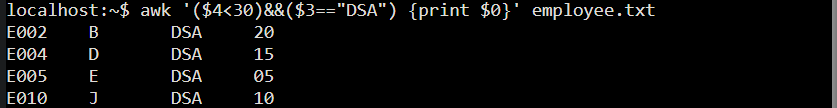 localhost:~$ awk '($4<30)&&($3=="DSA") {print $0}' employee.txt
E002 B DSA 20
E004 D DSA 15
E005 E DSA 05
E010 J DSA 10